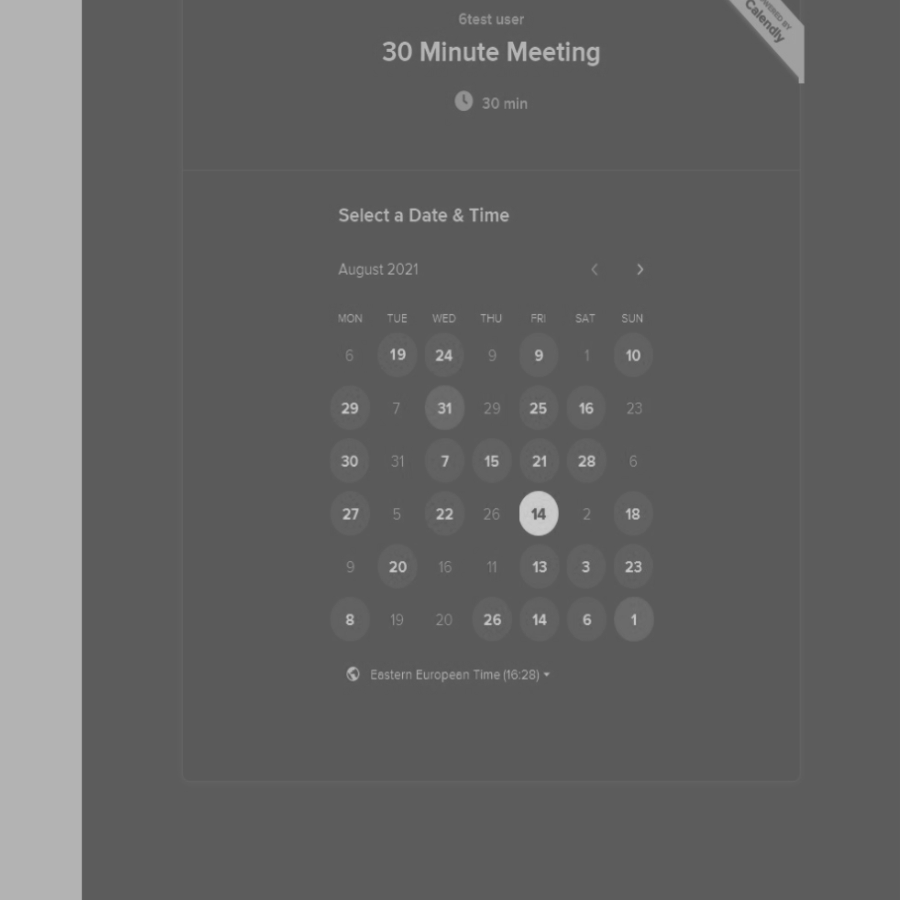 6test user
30 Minute Meeting
30 min
POWERED BY
Calendly
Select a Date & Time
August 2021
MON TUE WED THU FRI SAT SUN
6 19 24 9 9 1 10
29 7 31 29 25 16 23
30 31 7 15 21 28 6
27 5 22 26 14 2 18
9 20 16 11 13 3 23
8 19 20 26 14 6 1
Eastern European Time (16:28)